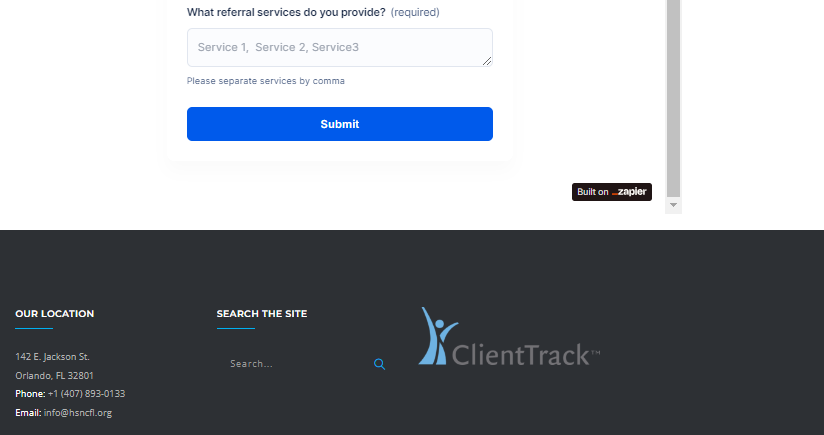 What referral services do you provide? (required)
Service 1,  Service 2, Service3
Please separate services by comma
Submit
Built on _zapier
OUR LOCATION
142 E. Jackson St.
Orlando, FL 32801
Phone: +1 (407) 893-0133
Email: info@hsncfl.org
SEARCH THE SITE
Search...
ClientTrack™